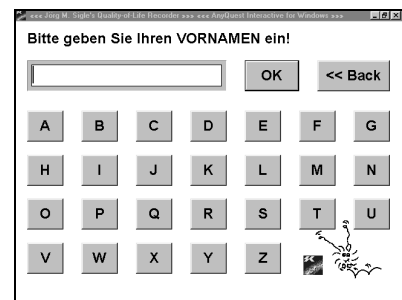 ««« Jörg M. Sigle's Quality-of-Life Recorder »»» ««« AnyQuest Interactive for Windows »»»
Bitte geben Sie Ihren VORNAMEN ein!
OK << Back
A B C D E F G
H I J K L M N
O P Q R S T U
V W X Y Z